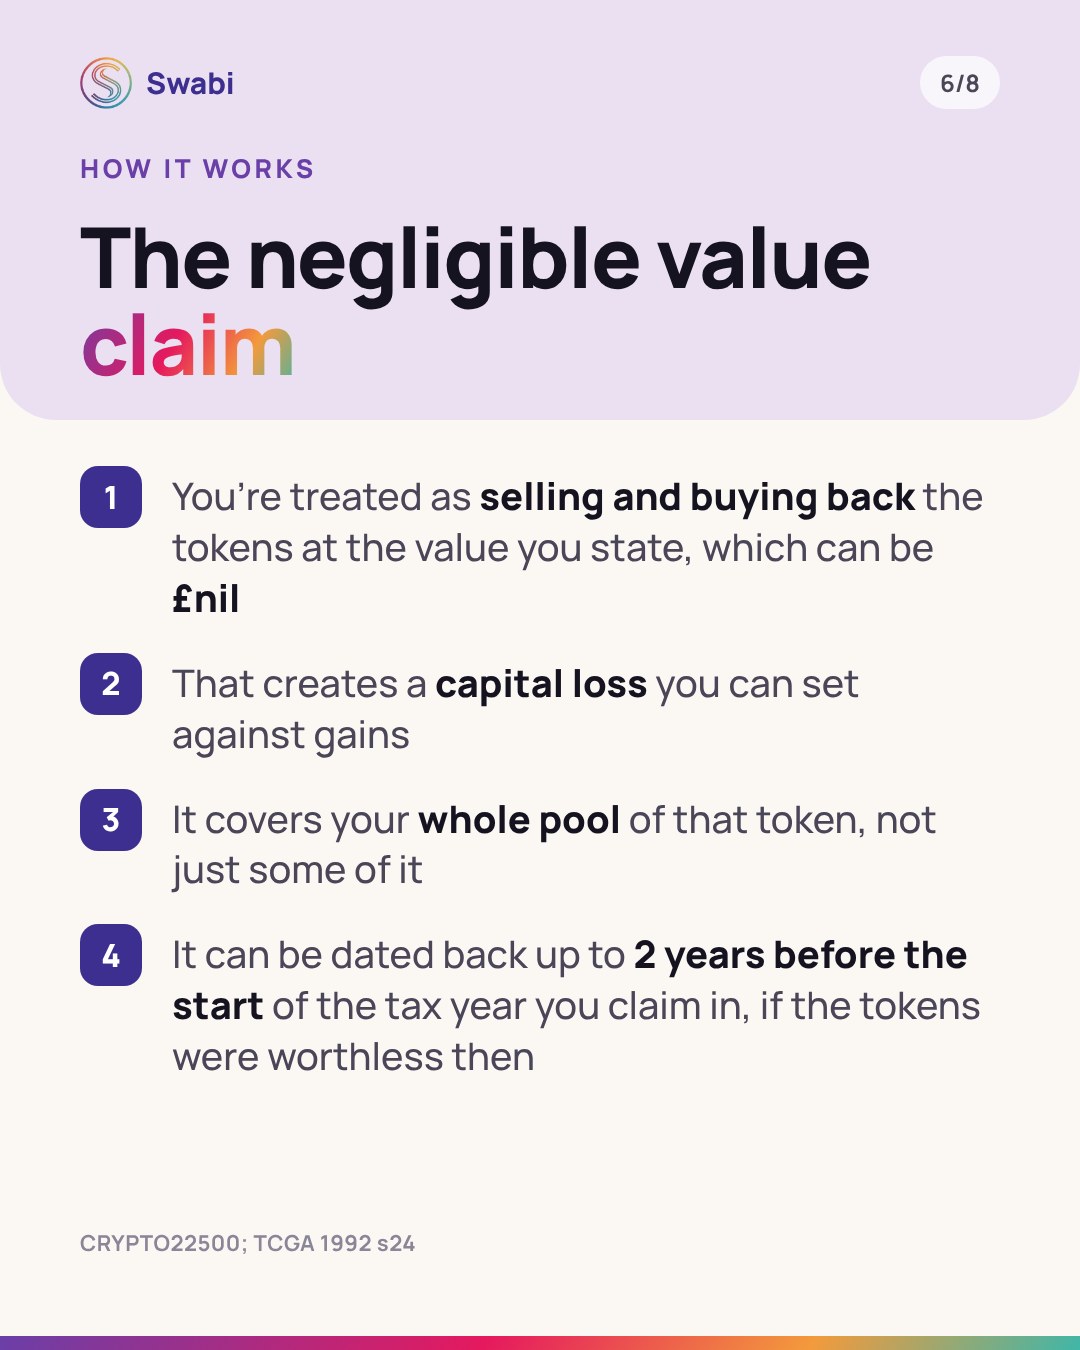 Swabi
6/8
HOW IT WORKS
The negligible value
claim
1
You’re treated as selling and buying back the
tokens at the value you state, which can be
£nil
2
That creates a capital loss you can set
against gains
3
It covers your whole pool of that token, not
just some of it
4
It can be dated back up to 2 years before the
start of the tax year you claim in, if the tokens
were worthless then
CRYPTO22500; TCGA 1992 s24